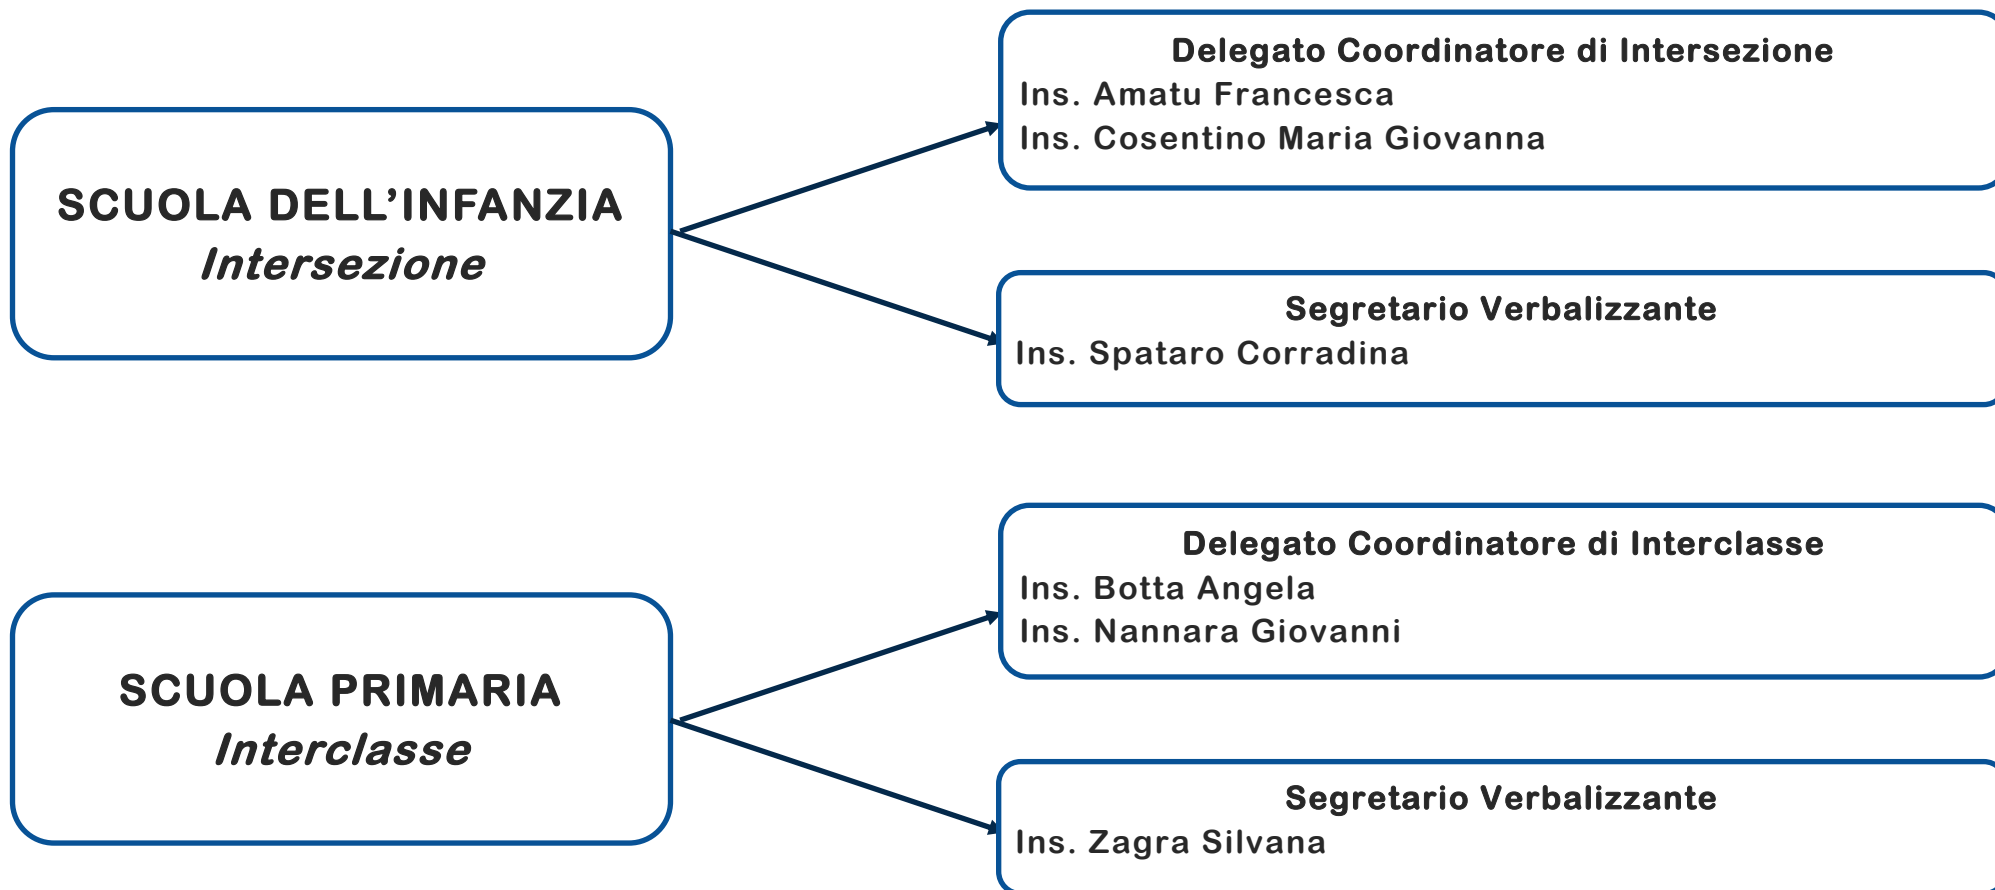 SCUOLA DELL’INFANZIA
Intersezione
Delegato Coordinatore di Intersezione
Ins. Amatu Francesca
Ins. Cosentino Maria Giovanna
Segretario Verbalizzante
Ins. Spataro Corradina
SCUOLA PRIMARIA
Interclasse
Delegato Coordinatore di Interclasse
Ins. Botta Angela
Ins. Nannara Giovanni
Segretario Verbalizzante
Ins. Zagra Silvana